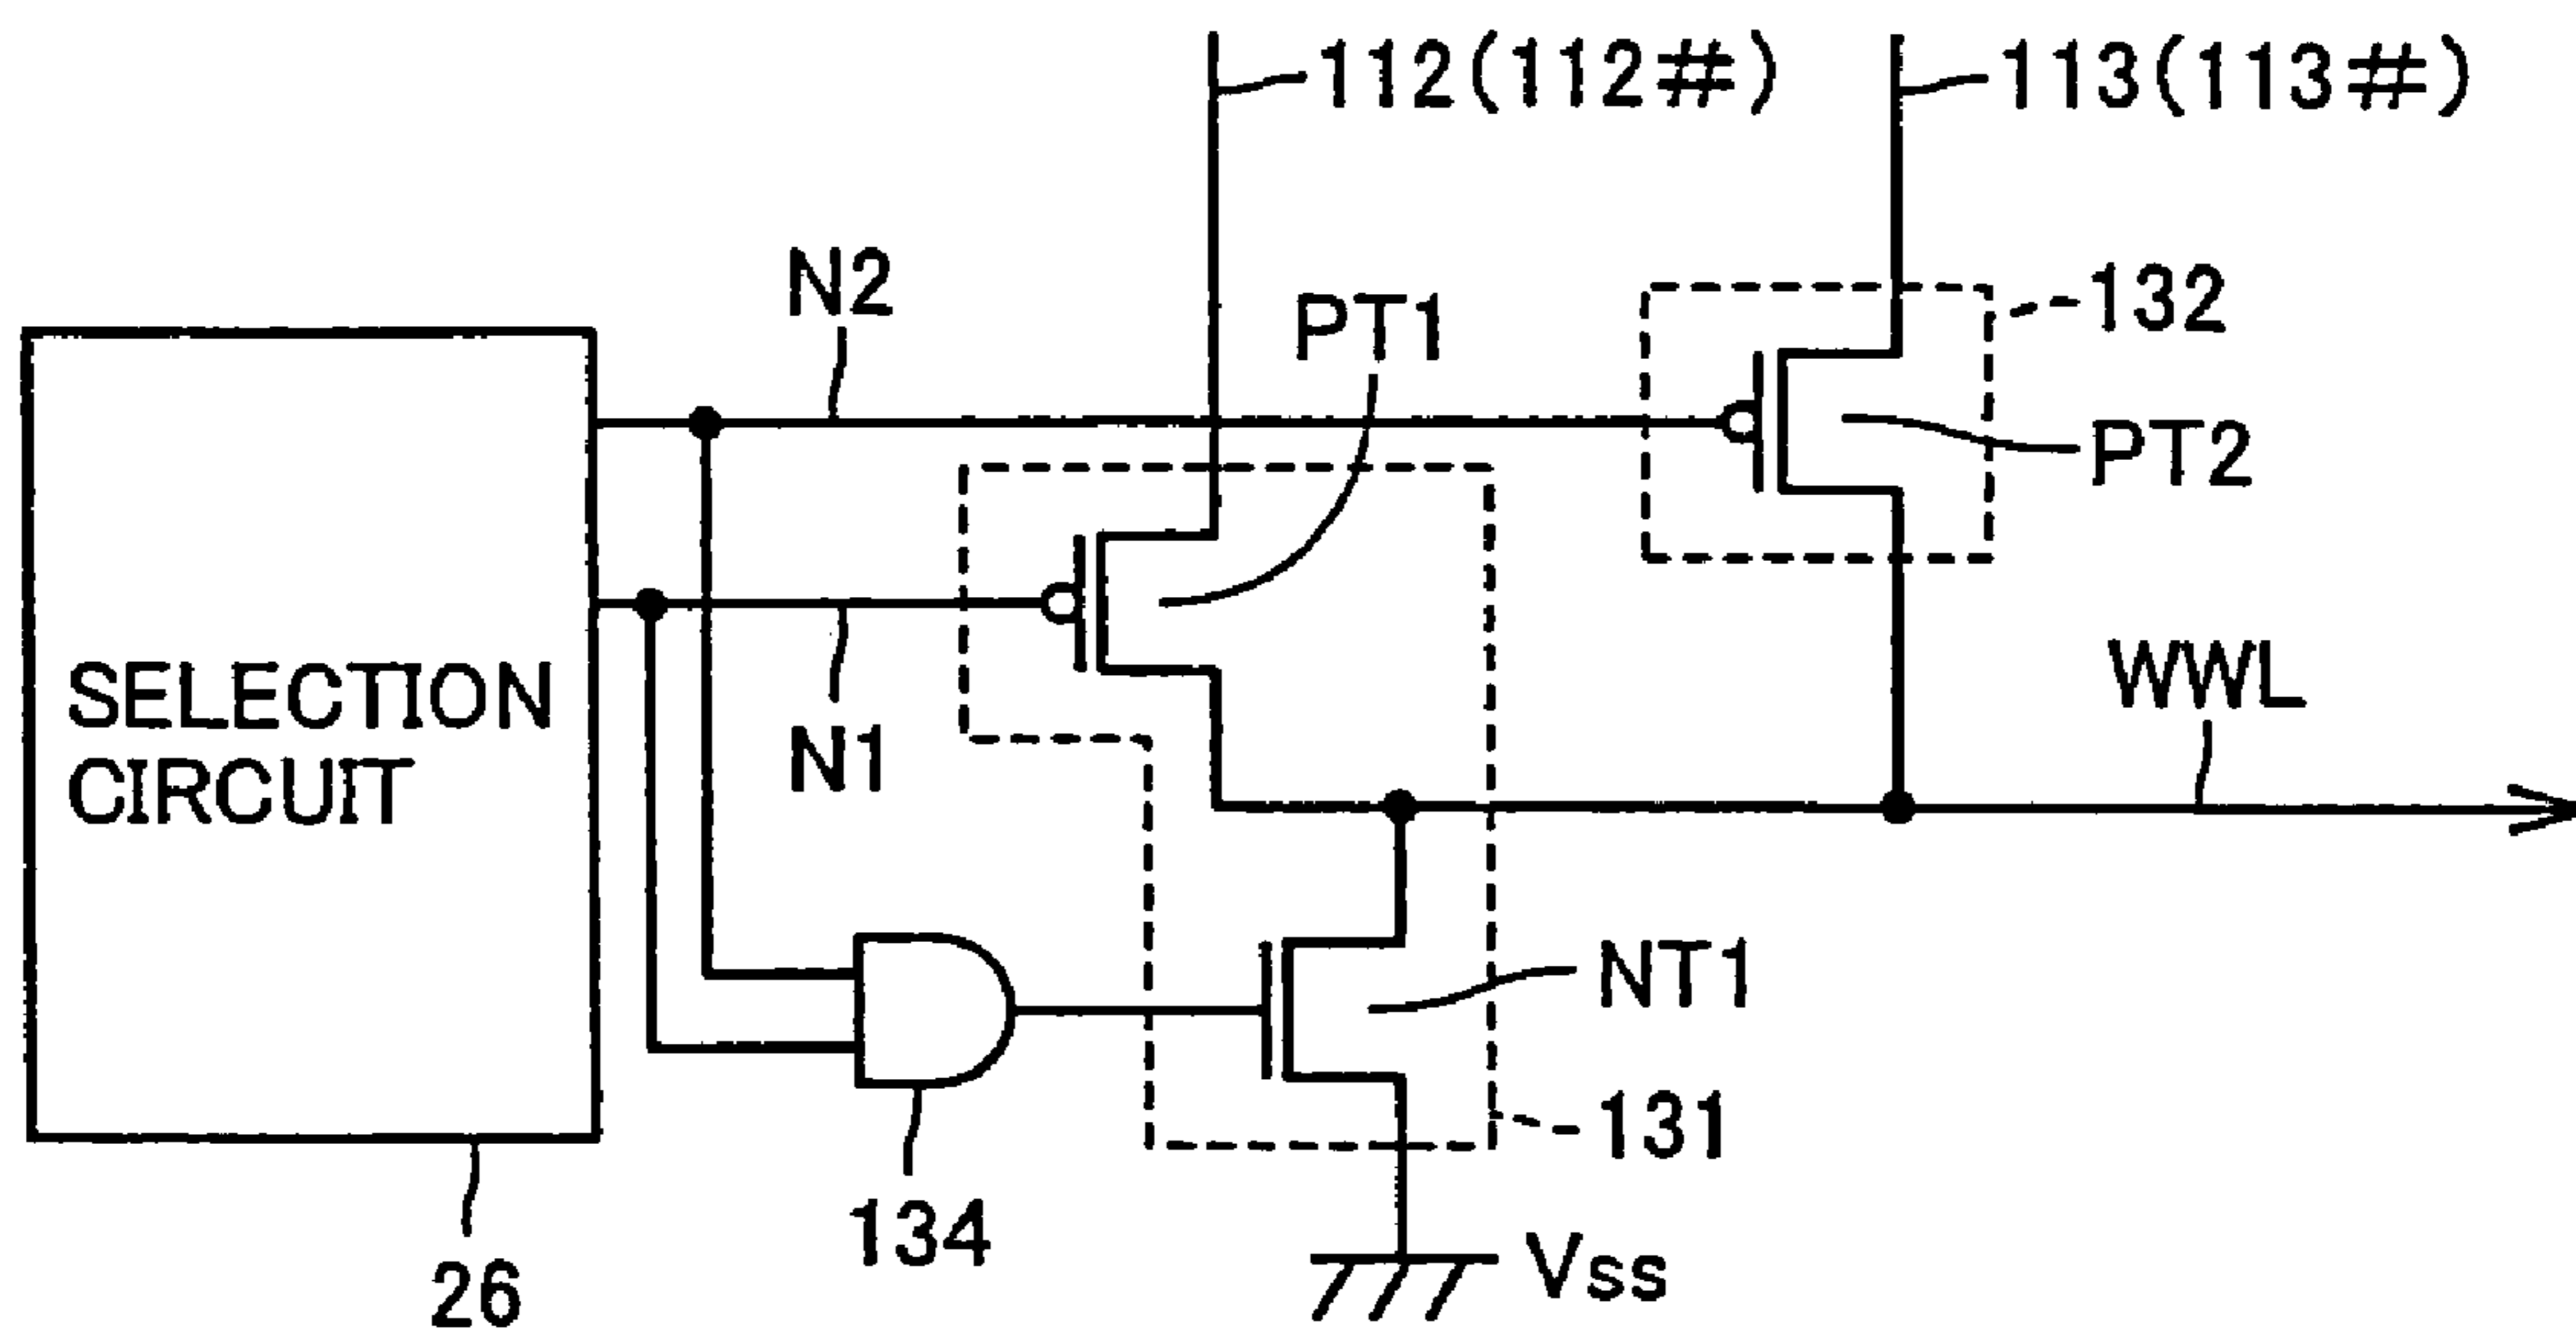 112(112#)
113(113#)
N2
PT1
132
PT2
SELECTION
CIRCUIT
N1
WWL
NT1
131
134
26
Vss